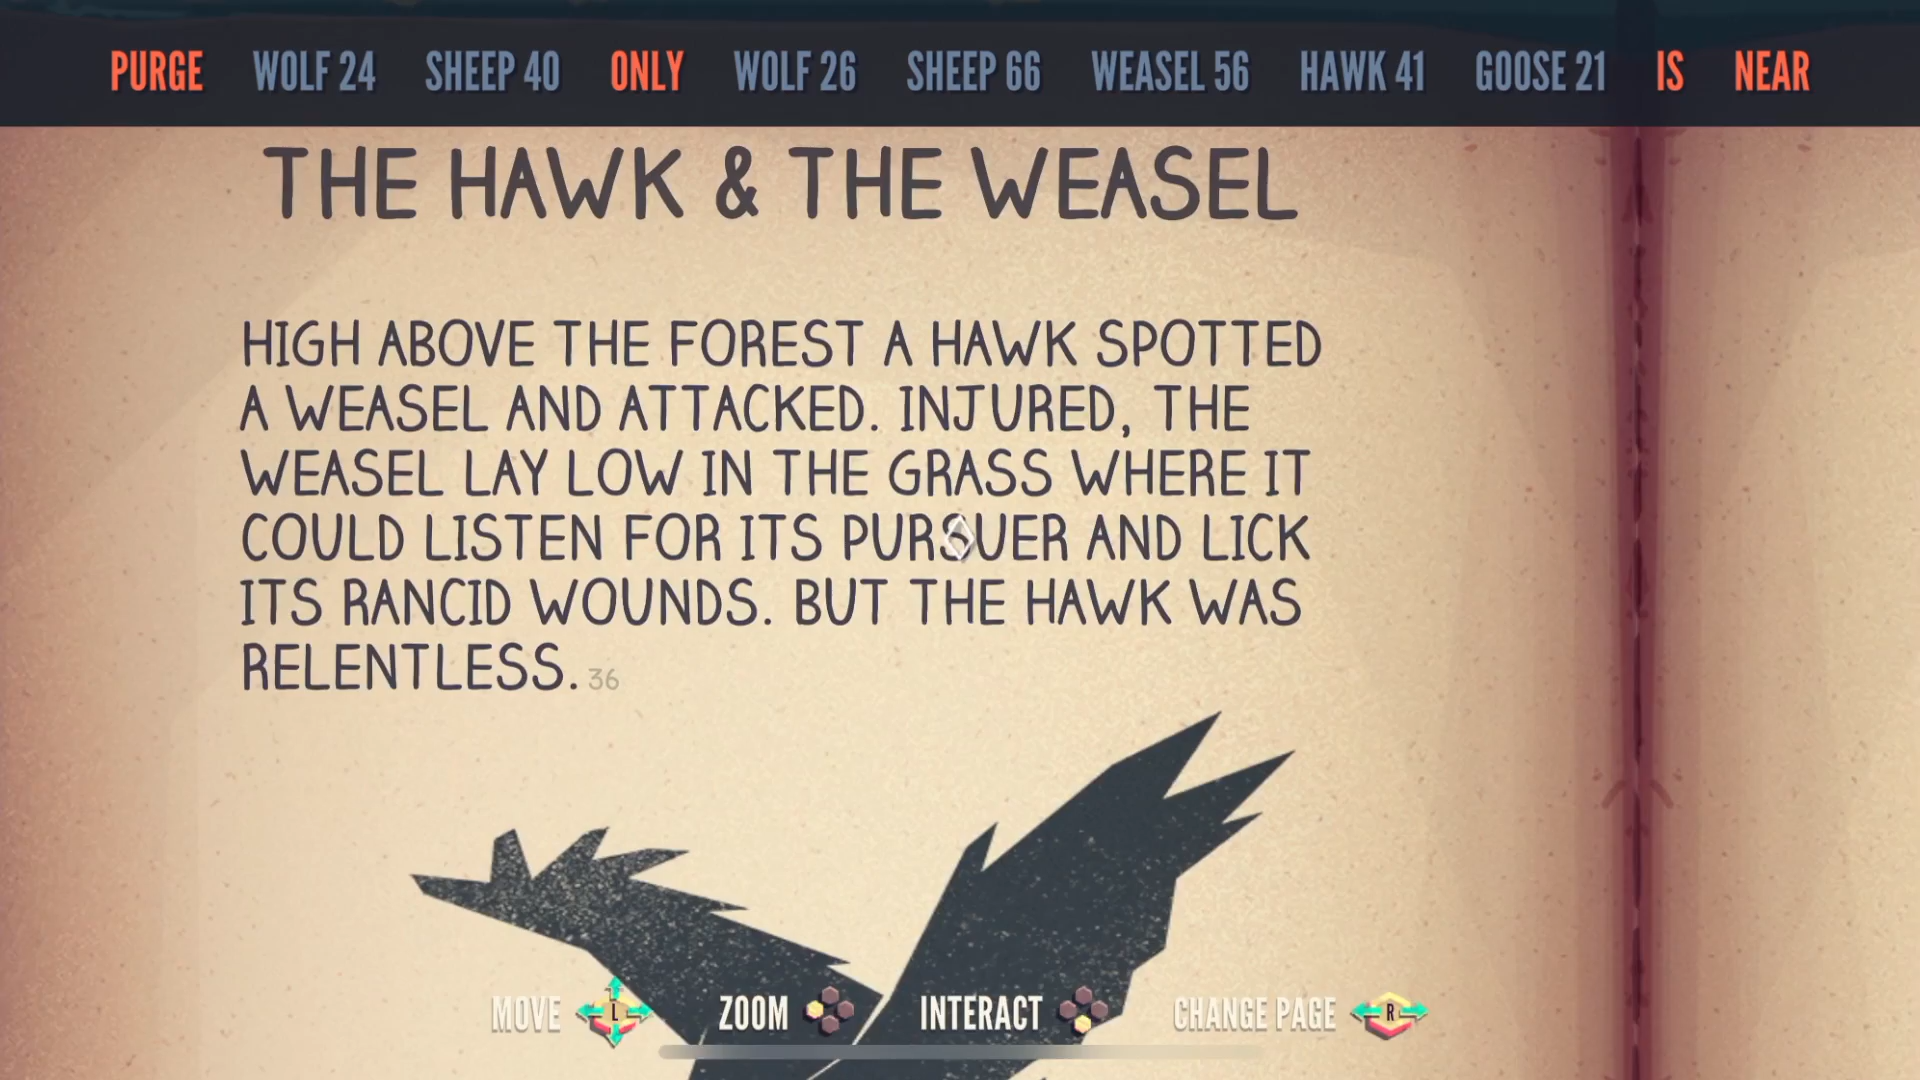 PURGE WOLF 24 SHEEP 40 ONLY WOLF 26 SHEEP 66 WEASEL 56 HAWK 41 GOOSE 21 IS NEAR
THE HAWK & THE WEASEL
HIGH ABOVE THE FOREST A HAWK SPOTTED
A WEASEL AND ATTACKED. INJURED, THE
WEASEL LAY LOW IN THE GRASS WHERE IT
COULD LISTEN FOR ITS PURSUER AND LICK
ITS RANCID WOUNDS. BUT THE HAWK WAS
RELENTLESS. 36
MOVE L ZOOM INTERACT CHANGE PAGE R